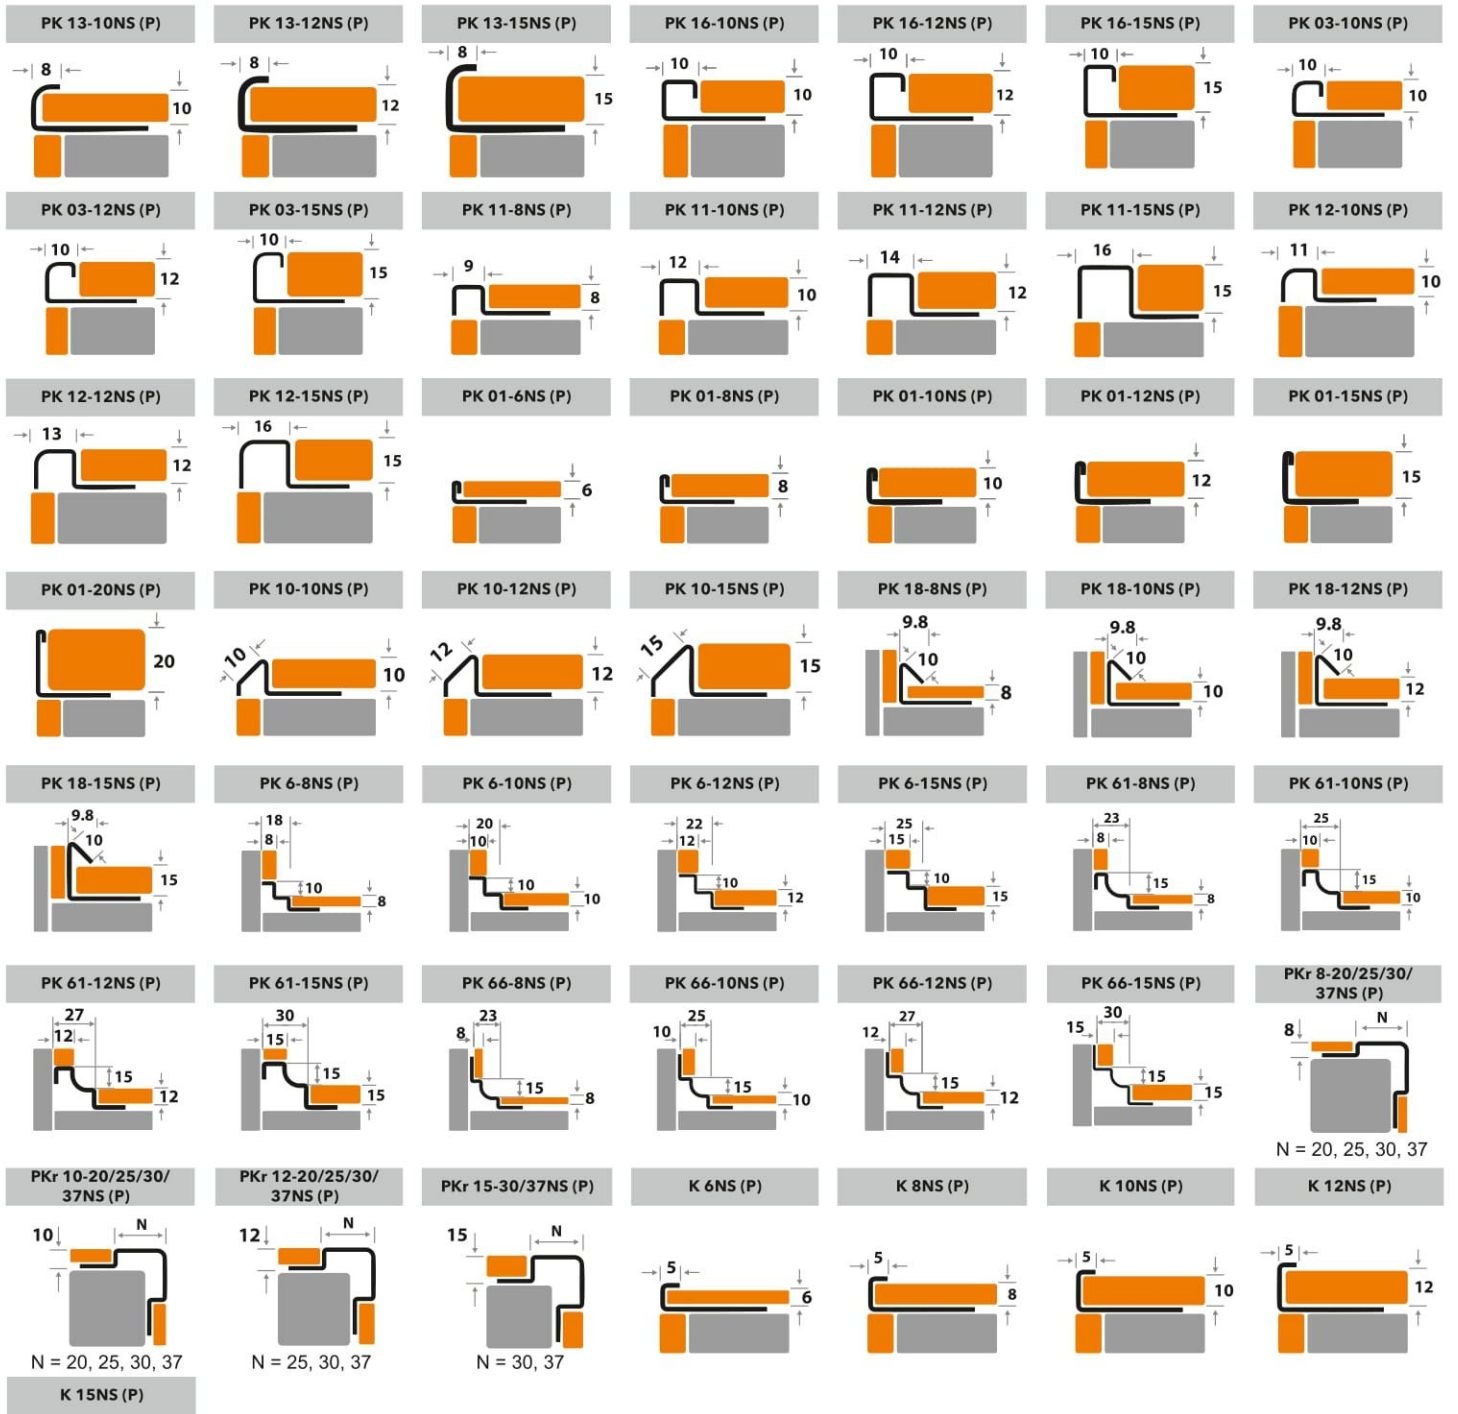 PK 13-10NS (P)
PK 13-12NS (P)
PK 13-15NS (P)
PK 16-10NS (P)
PK 16-12NS (P)
PK 16-15NS (P)
PK 03-10NS (P)
8
10
8
12
8
15
10
10
10
12
10
15
10
10
PK 03-12NS (P)
PK 03-15NS (P)
PK 11-8NS (P)
PK 11-10NS (P)
PK 11-12NS (P)
PK 11-15NS (P)
PK 12-10NS (P)
10
12
10
15
9
8
12
10
14
12
16
15
11
10
PK 12-12NS (P)
PK 12-15NS (P)
PK 01-6NS (P)
PK 01-8NS (P)
PK 01-10NS (P)
PK 01-12NS (P)
PK 01-15NS (P)
13
12
16
15
6
8
10
12
15
PK 01-20NS (P)
PK 10-10NS (P)
PK 10-12NS (P)
PK 10-15NS (P)
PK 18-8NS (P)
PK 18-10NS (P)
PK 18-12NS (P)
20
10
10
12
12
15
15
9.8
10
8
9.8
10
10
9.8
10
12
PK 18-15NS (P)
PK 6-8NS (P)
PK 6-10NS (P)
PK 6-12NS (P)
PK 6-15NS (P)
PK 61-8NS (P)
PK 61-10NS (P)
9.8
10
15
18
8
10
8
20
10
10
10
22
12
10
12
25
15
10
15
23
8
15
8
25
10
15
10
PK 61-12NS (P)
PK 61-15NS (P)
PK 66-8NS (P)
PK 66-10NS (P)
PK 66-12NS (P)
PK 66-15NS (P)
PKr 8-20/25/30/
37NS (P)
27
12
15
12
30
15
15
15
23
8
15
8
25
10
15
10
27
12
15
12
30
15
15
15
8
N
N = 20, 25, 30, 37
PKr 10-20/25/30/
37NS (P)
PKr 12-20/25/30/
37NS (P)
PKr 15-30/37NS (P)
K 6NS (P)
K 8NS (P)
K 10NS (P)
K 12NS (P)
10
N
N = 20, 25, 30, 37
12
N
N = 25, 30, 37
15
N
N = 30, 37
5
6
5
8
5
10
5
12
K 15NS (P)